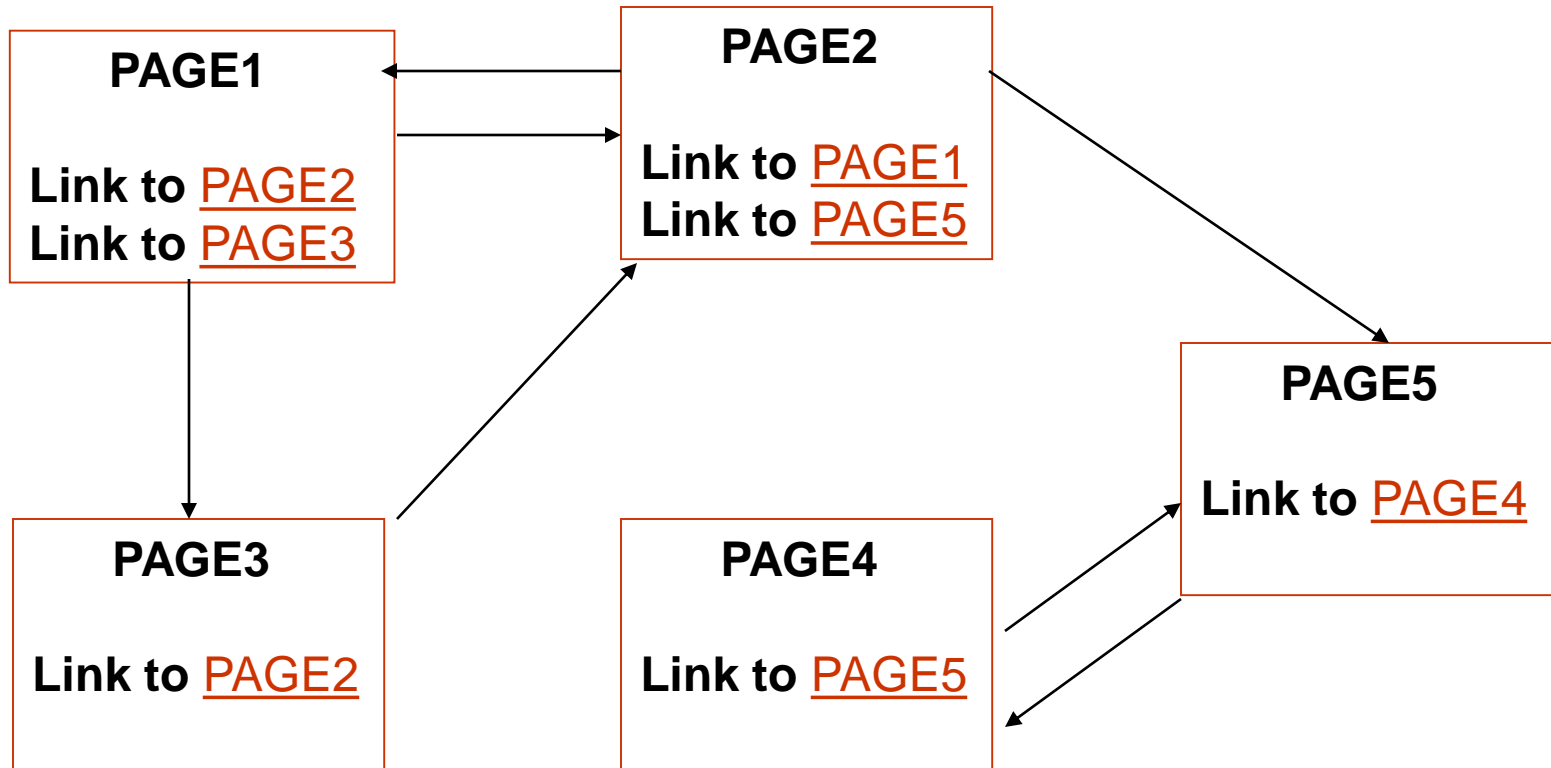 PAGE1
Link to PAGE2
Link to PAGE3
PAGE2
Link to PAGE1
Link to PAGE5
PAGE5
Link to PAGE4
PAGE3
Link to PAGE2
PAGE4
Link to PAGE5